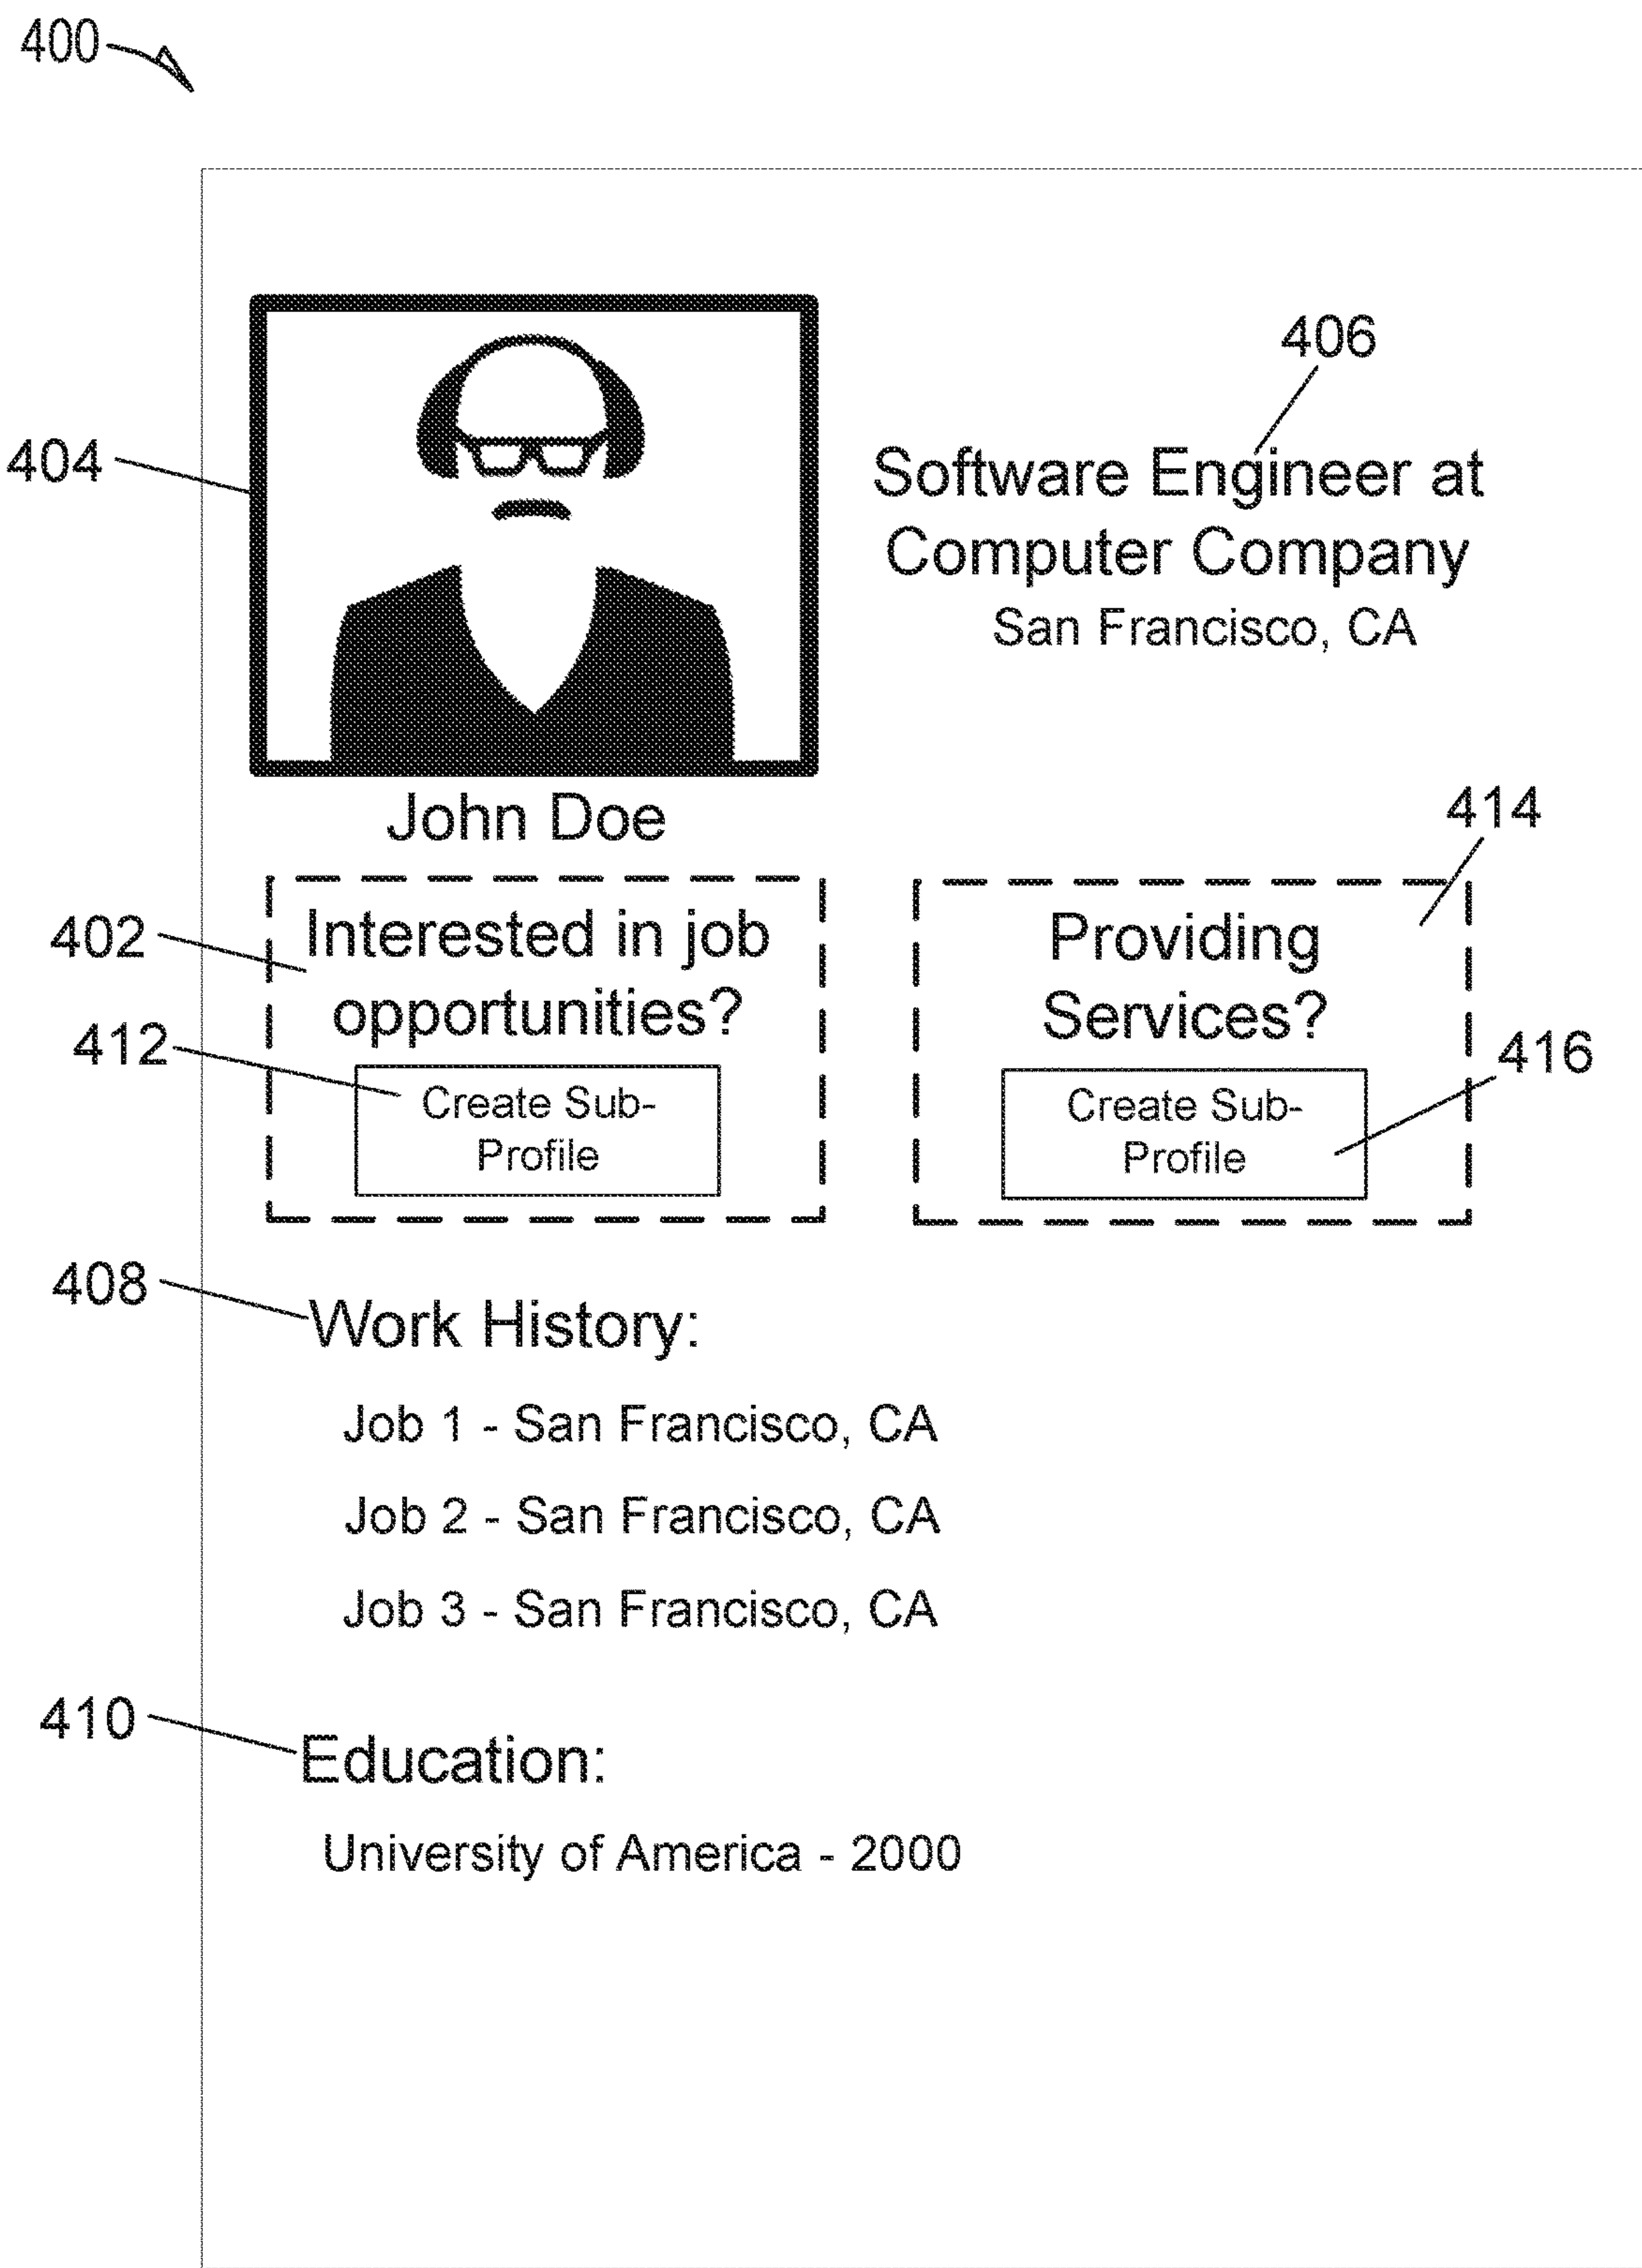 400
406
404
Software Engineer at
Computer Company
San Francisco, CA
John Doe
414
402
Interested in job
opportunities?
Providing
Services?
412
416
Create Sub-
Profile
Create Sub-
Profile
408
Work History:
Job 1 - San Francisco, CA
Job 2 - San Francisco, CA
Job 3 - San Francisco, CA
410
Education:
University of America - 2000